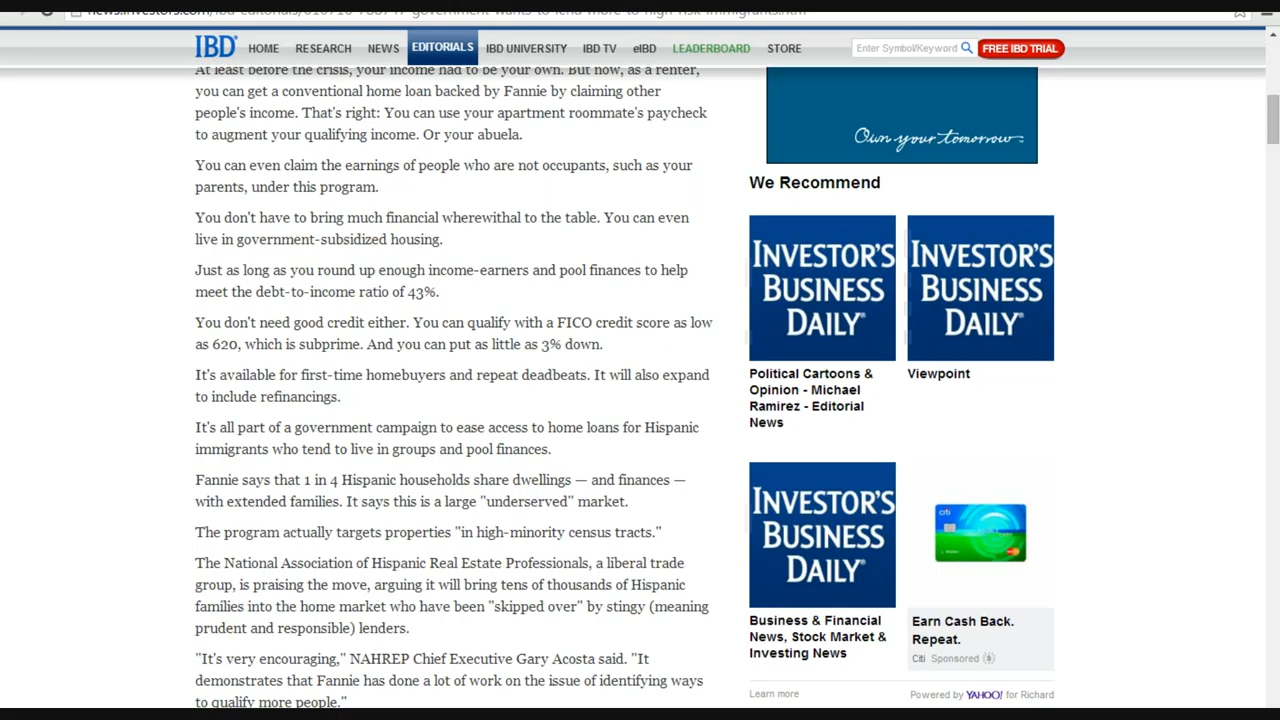 IBD
HOME
RESEARCH
NEWS
EDITORIALS
IBD UNIVERSITY
IBD TV
eIBD
LEADERBOARD
STORE
Enter Symbol/Keyword
FREE IBD TRIAL
At least before the crisis, your income had to be your own. But now, as a renter,
you can get a conventional home loan backed by Fannie by claiming other
people's income. That's right: You can use your apartment roommate's paycheck
to augment your qualifying income. Or your abuela.
You can even claim the earnings of people who are not occupants, such as your
parents, under this program.
You don't have to bring much financial wherewithal to the table. You can even
live in government-subsidized housing.
Just as long as you round up enough income-earners and pool finances to help
meet the debt-to-income ratio of 43%.
You don't need good credit either. You can qualify with a FICO credit score as low
as 620, which is subprime. And you can put as little as 3% down.
It's available for first-time homebuyers and repeat deadbeats. It will also expand
to include refinancings.
It's all part of a government campaign to ease access to home loans for Hispanic
immigrants who tend to live in groups and pool finances.
Fannie says that 1 in 4 Hispanic households share dwellings — and finances —
with extended families. It says this is a large "underserved" market.
The program actually targets properties "in high-minority census tracts."
The National Association of Hispanic Real Estate Professionals, a liberal trade
group, is praising the move, arguing it will bring tens of thousands of Hispanic
families into the home market who have been "skipped over" by stingy (meaning
prudent and responsible) lenders.
"It's very encouraging," NAHREP Chief Executive Gary Acosta said. "It
demonstrates that Fannie has done a lot of work on the issue of identifying ways
to qualify more people."
Own your tomorrow
We Recommend
INVESTOR'S
BUSINESS
DAILY
Political Cartoons &
Opinion - Michael
Ramirez - Editorial
News
INVESTOR'S
BUSINESS
DAILY
Viewpoint
INVESTOR'S
BUSINESS
DAILY
Business & Financial
News, Stock Market &
Investing News
citi
Earn Cash Back.
Repeat.
Citi Sponsored
Learn more
Powered by YAHOO! for Richard